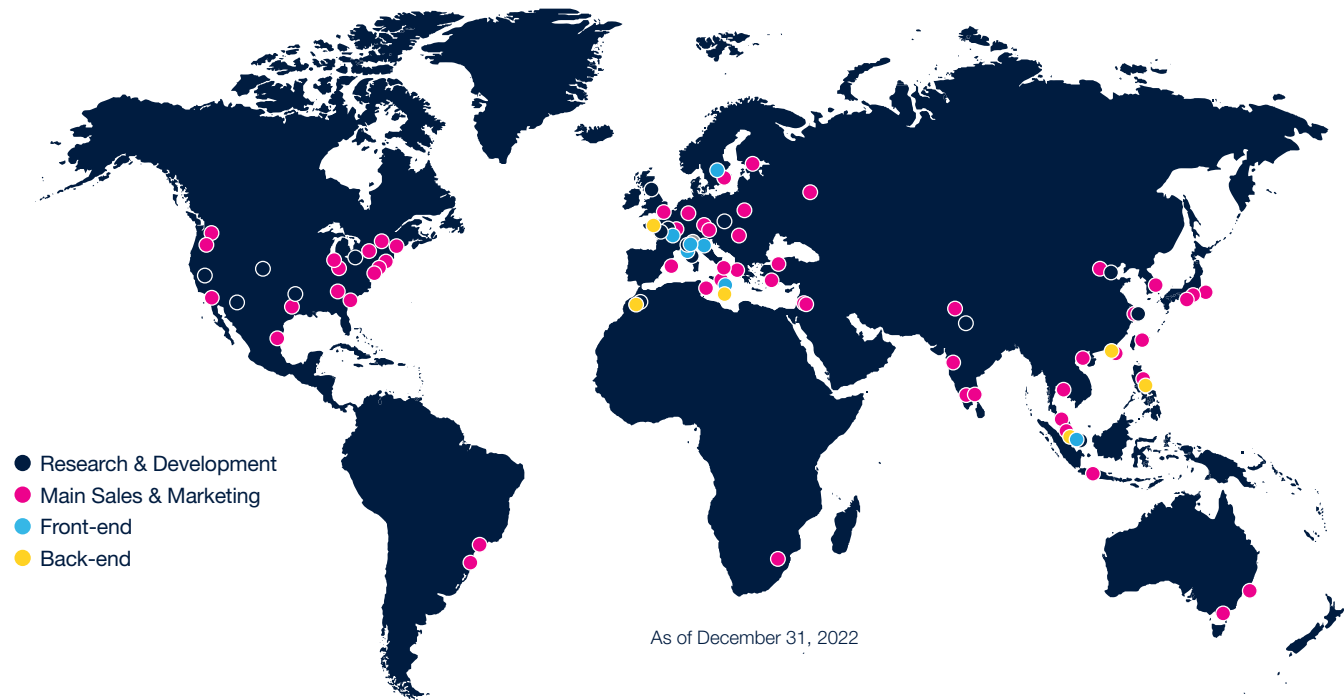 Research & Development
Main Sales & Marketing
Front-end
Back-end
As of December 31, 2022